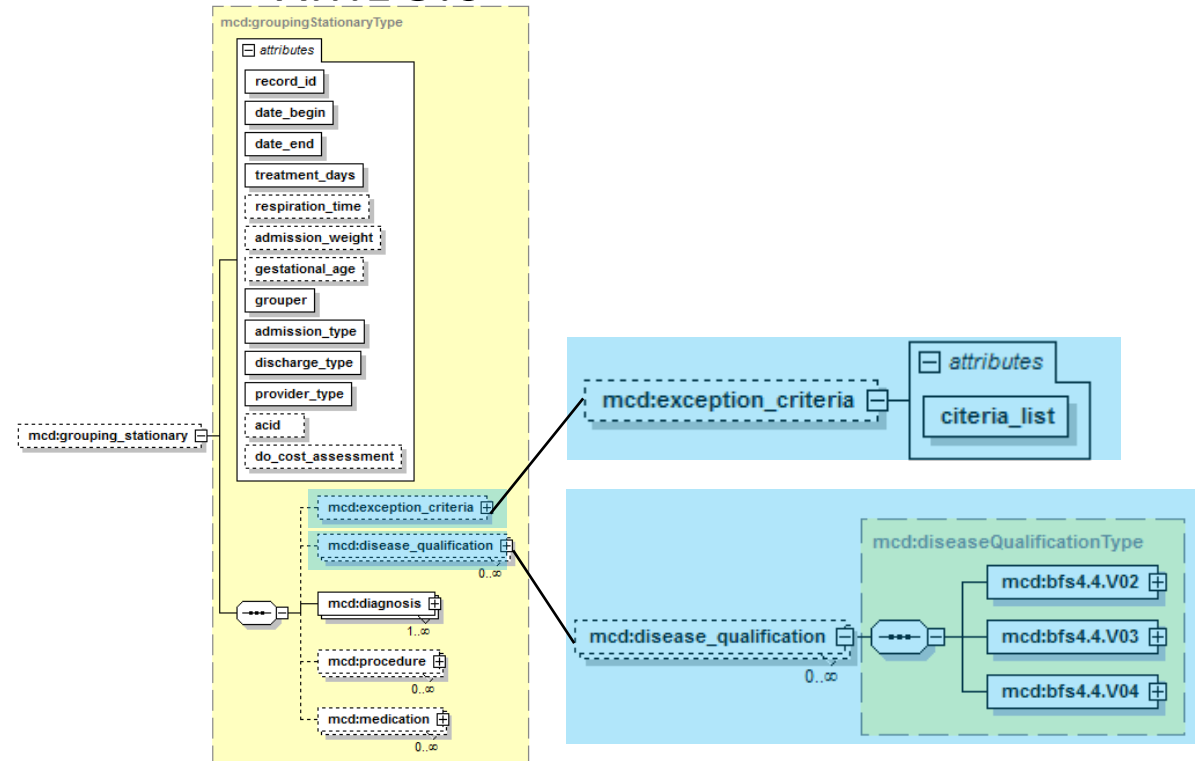 mcd:groupingStationaryType
attributes
record_id
date_begin
date_end
treatment_days
respiration_time
admission_weight
gestational_age
grouper
admission_type
discharge_type
provider_type
acid
do_cost_assessment
mcd:grouping_stationary
mcd:exception_criteria
mcd:disease_qualification
0..∞
mcd:diagnosis
1..∞
mcd:procedure
0..∞
mcd:medication
0..∞
mcd:exception_criteria
attributes
citeria_list
mcd:diseaseQualificationType
mcd:disease_qualification
0..∞
mcd:bfs4.4.V02
mcd:bfs4.4.V03
mcd:bfs4.4.V04